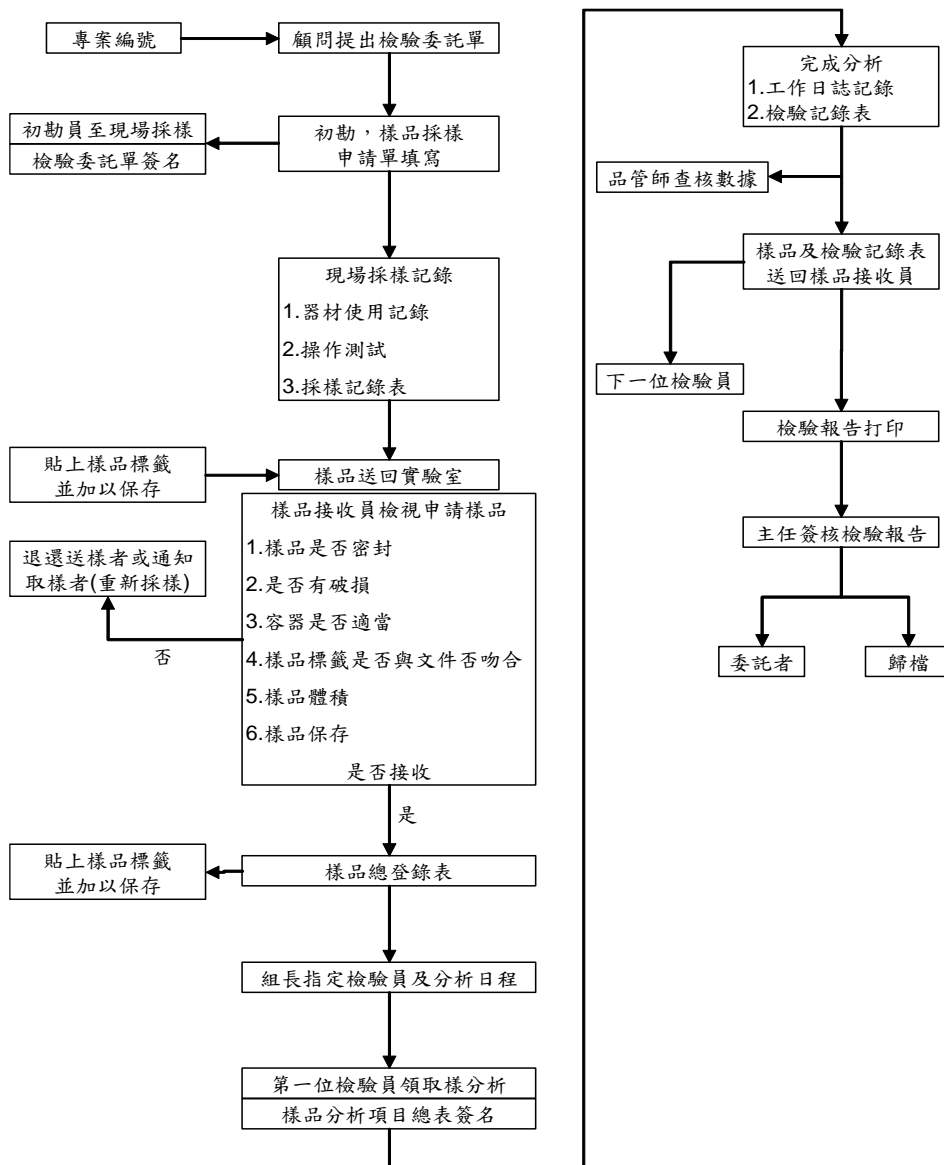 專案編號
顧問提出檢驗委託單
初勘員至現場採樣
檢驗委託單簽名
初勘，樣品採樣
申請單填寫
現場採樣記錄
1.器材使用記錄
2.操作測試
3.採樣記錄表
貼上樣品標籤
並加以保存
樣品送回實驗室
樣品接收員檢視申請樣品
1.樣品是否密封
2.是否有破損
3.容器是否適當
4.樣品標籤是否與文件否吻合
5.樣品體積
6.樣品保存
是否接收
退還送樣者或通知
取樣者(重新採樣)
否
是
貼上樣品標籤
並加以保存
樣品總登錄表
組長指定檢驗員及分析日程
第一位檢驗員領取樣分析
樣品分析項目總表簽名
完成分析
1.工作日誌記錄
2.檢驗記錄表
品管師查核數據
樣品及檢驗記錄表
送回樣品接收員
下一位檢驗員
檢驗報告打印
主任簽核檢驗報告
委託者
歸檔